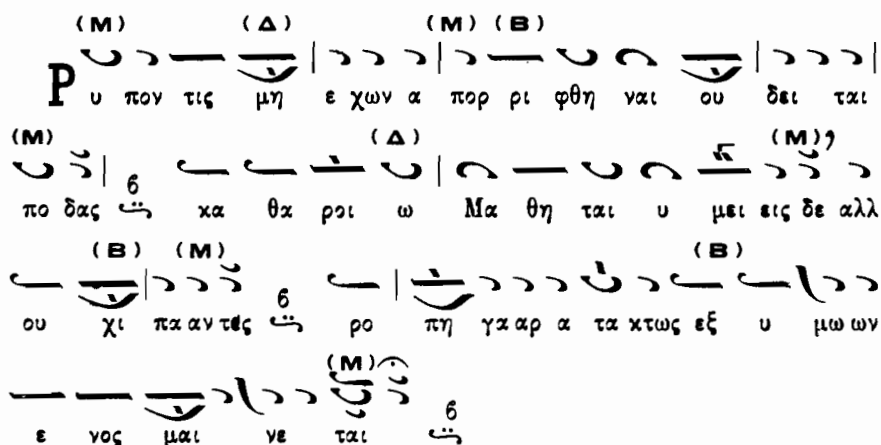 (Μ) (Δ) (Μ) (Β)
Ρ υ πον τις μη ε χων α πορ ρι φθη ναι ου δει ται
(Μ) (Δ) (Μ)
πο δας κα θα ροι ω Μα θη ται υ μει εις δε αλλ
(Β) (Μ) (Β)
ου χι πα αν τες ρο πη γα αρ α τα κτως εξ υ μω ων
(Μ)
ε νος μαι νε ται